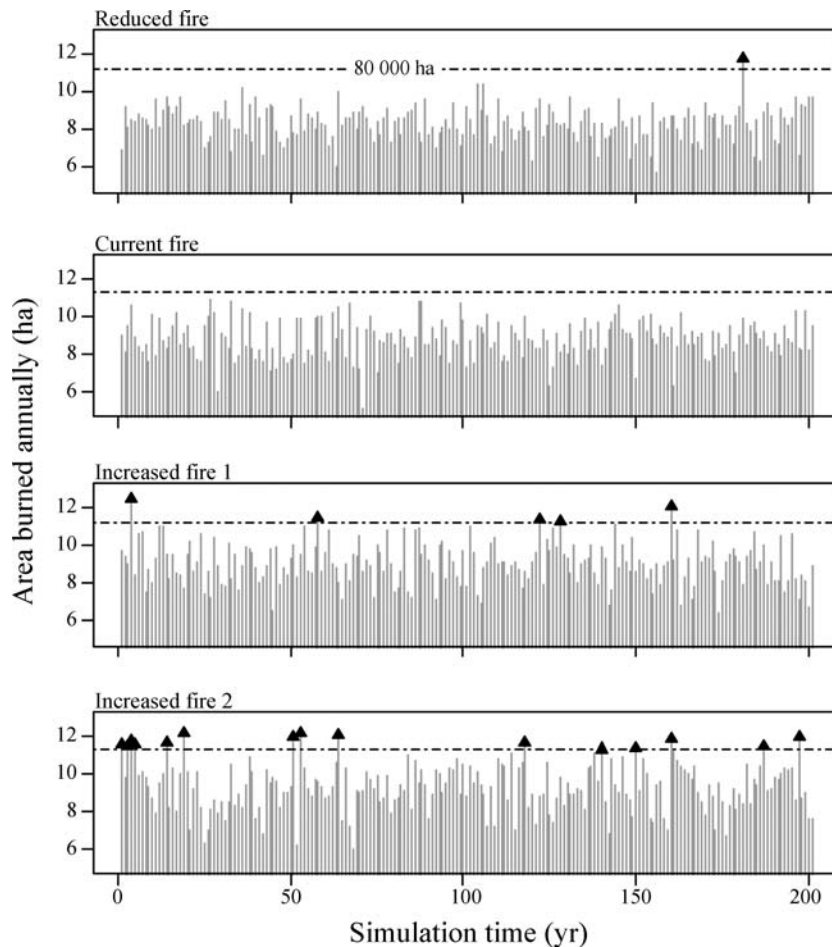 Reduced fire
12
10
8
6
80 000 ha
Current fire
12
10
8
6
Area burned annually (ha)
Increased fire 1
12
10
8
6
Increased fire 2
12
10
8
6
0 50 100 150 200
Simulation time (yr)